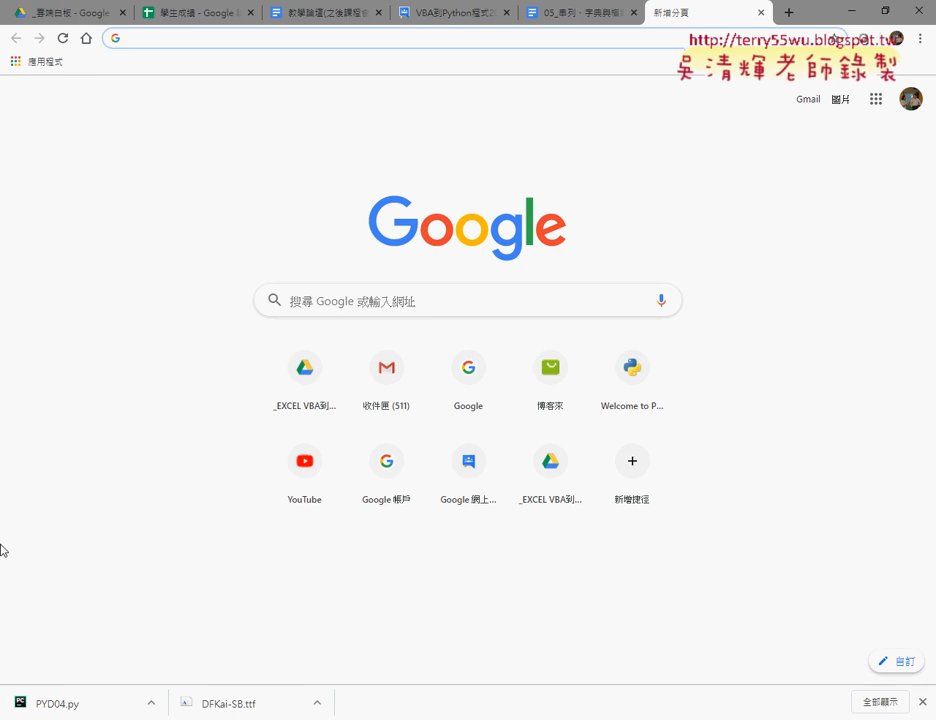 _雲端白板 - Google
學生成績 - Google
教學論壇(之後課程會
VBA到Python程式
05_串列、字典與檔
新增分頁
http://terry55wu.blogspot.tw
吳清輝老師錄製
應用程式
Gmail
圖片
Google
搜尋 Google 或輸入網址
_EXCEL VBA到...
收件匣 (511)
Google
博客來
Welcome to P...
YouTube
Google 帳戶
Google 網上...
_EXCEL VBA到...
新增捷徑
自訂
PYD04.py
DFKai-SB.ttf
全部顯示